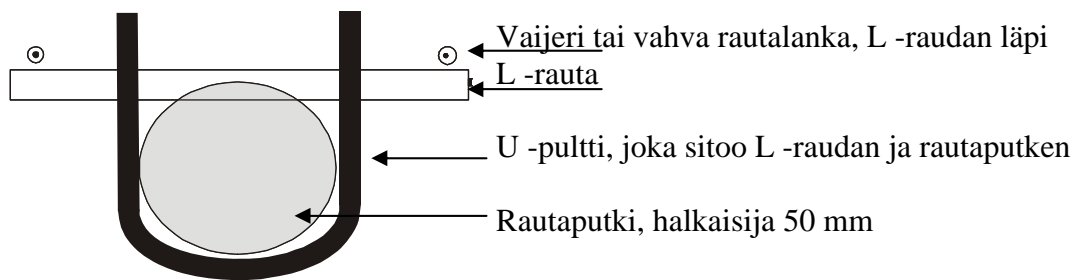 Vaijeri tai vahva rautalanka, L -raudan läpi
L -rauta
U -pultti, joka sitoo L -raudan ja rautaputken
Rautaputki, halkaisija 50 mm